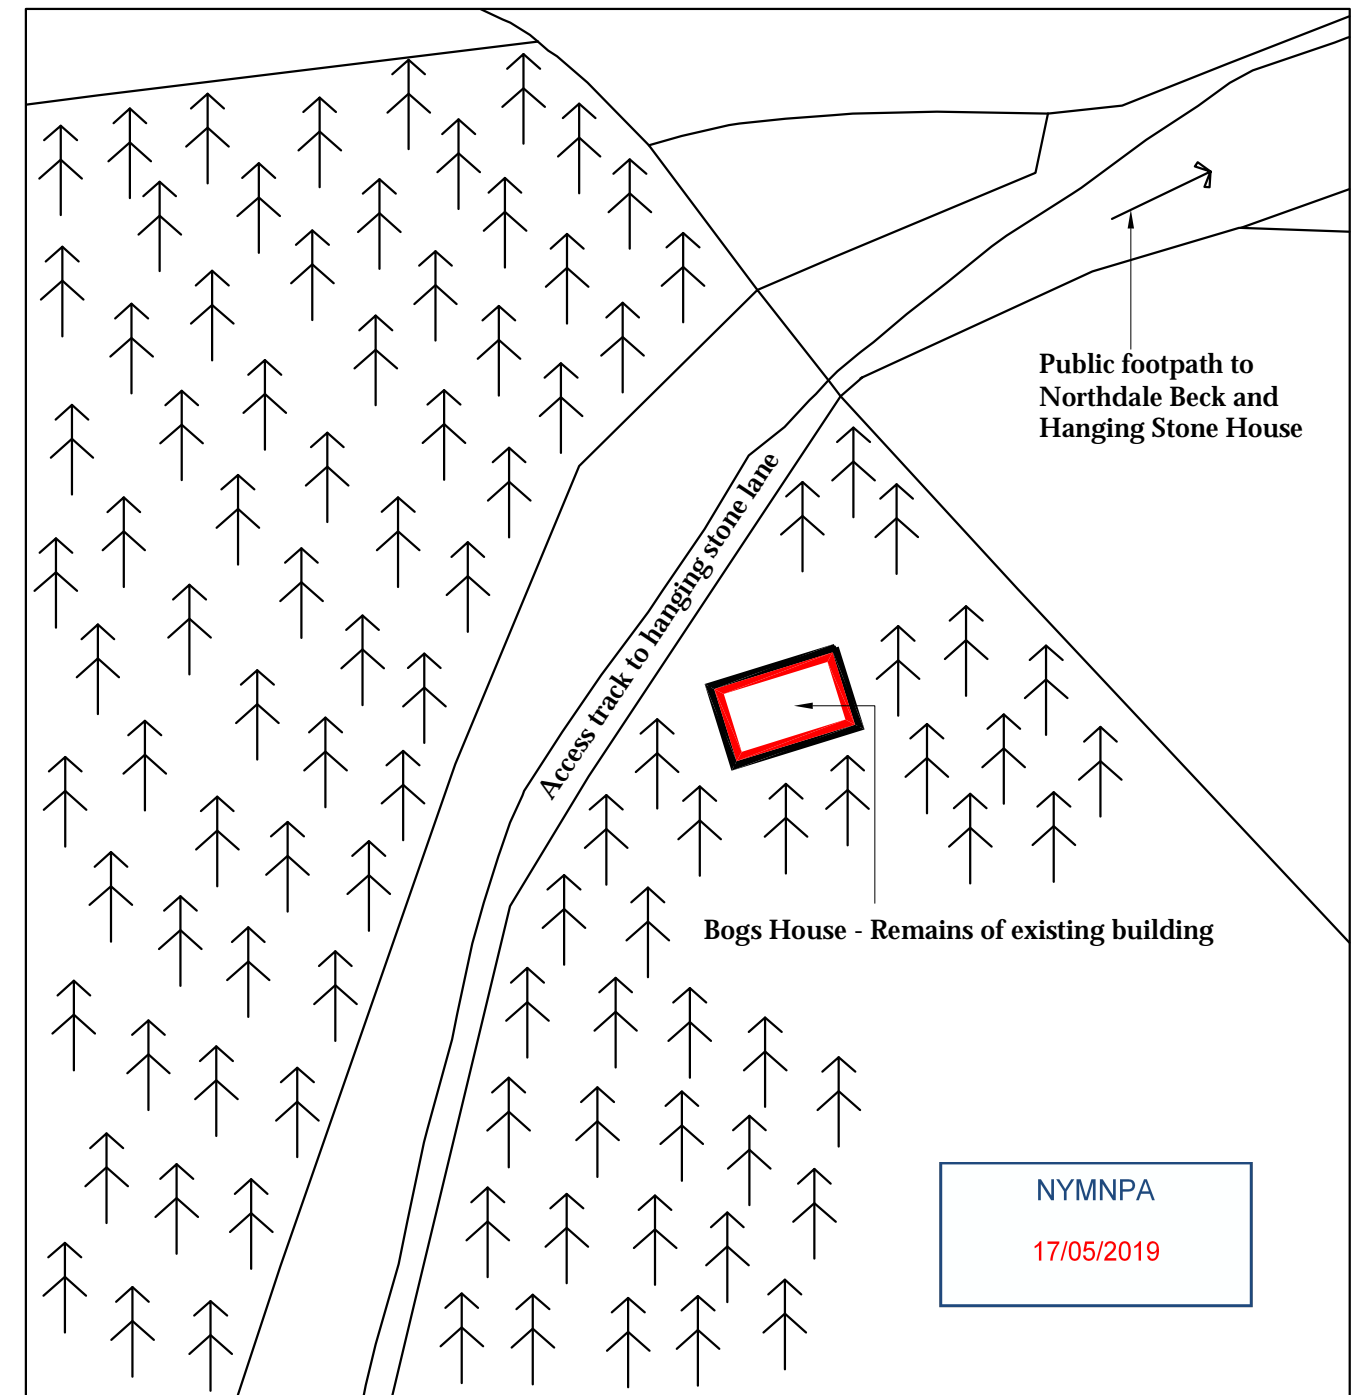 Public footpath to
Northdale Beck and
Hanging Stone House
Access track to hanging stone lane
Bogs House - Remains of existing building
NYMNPA
17/05/2019